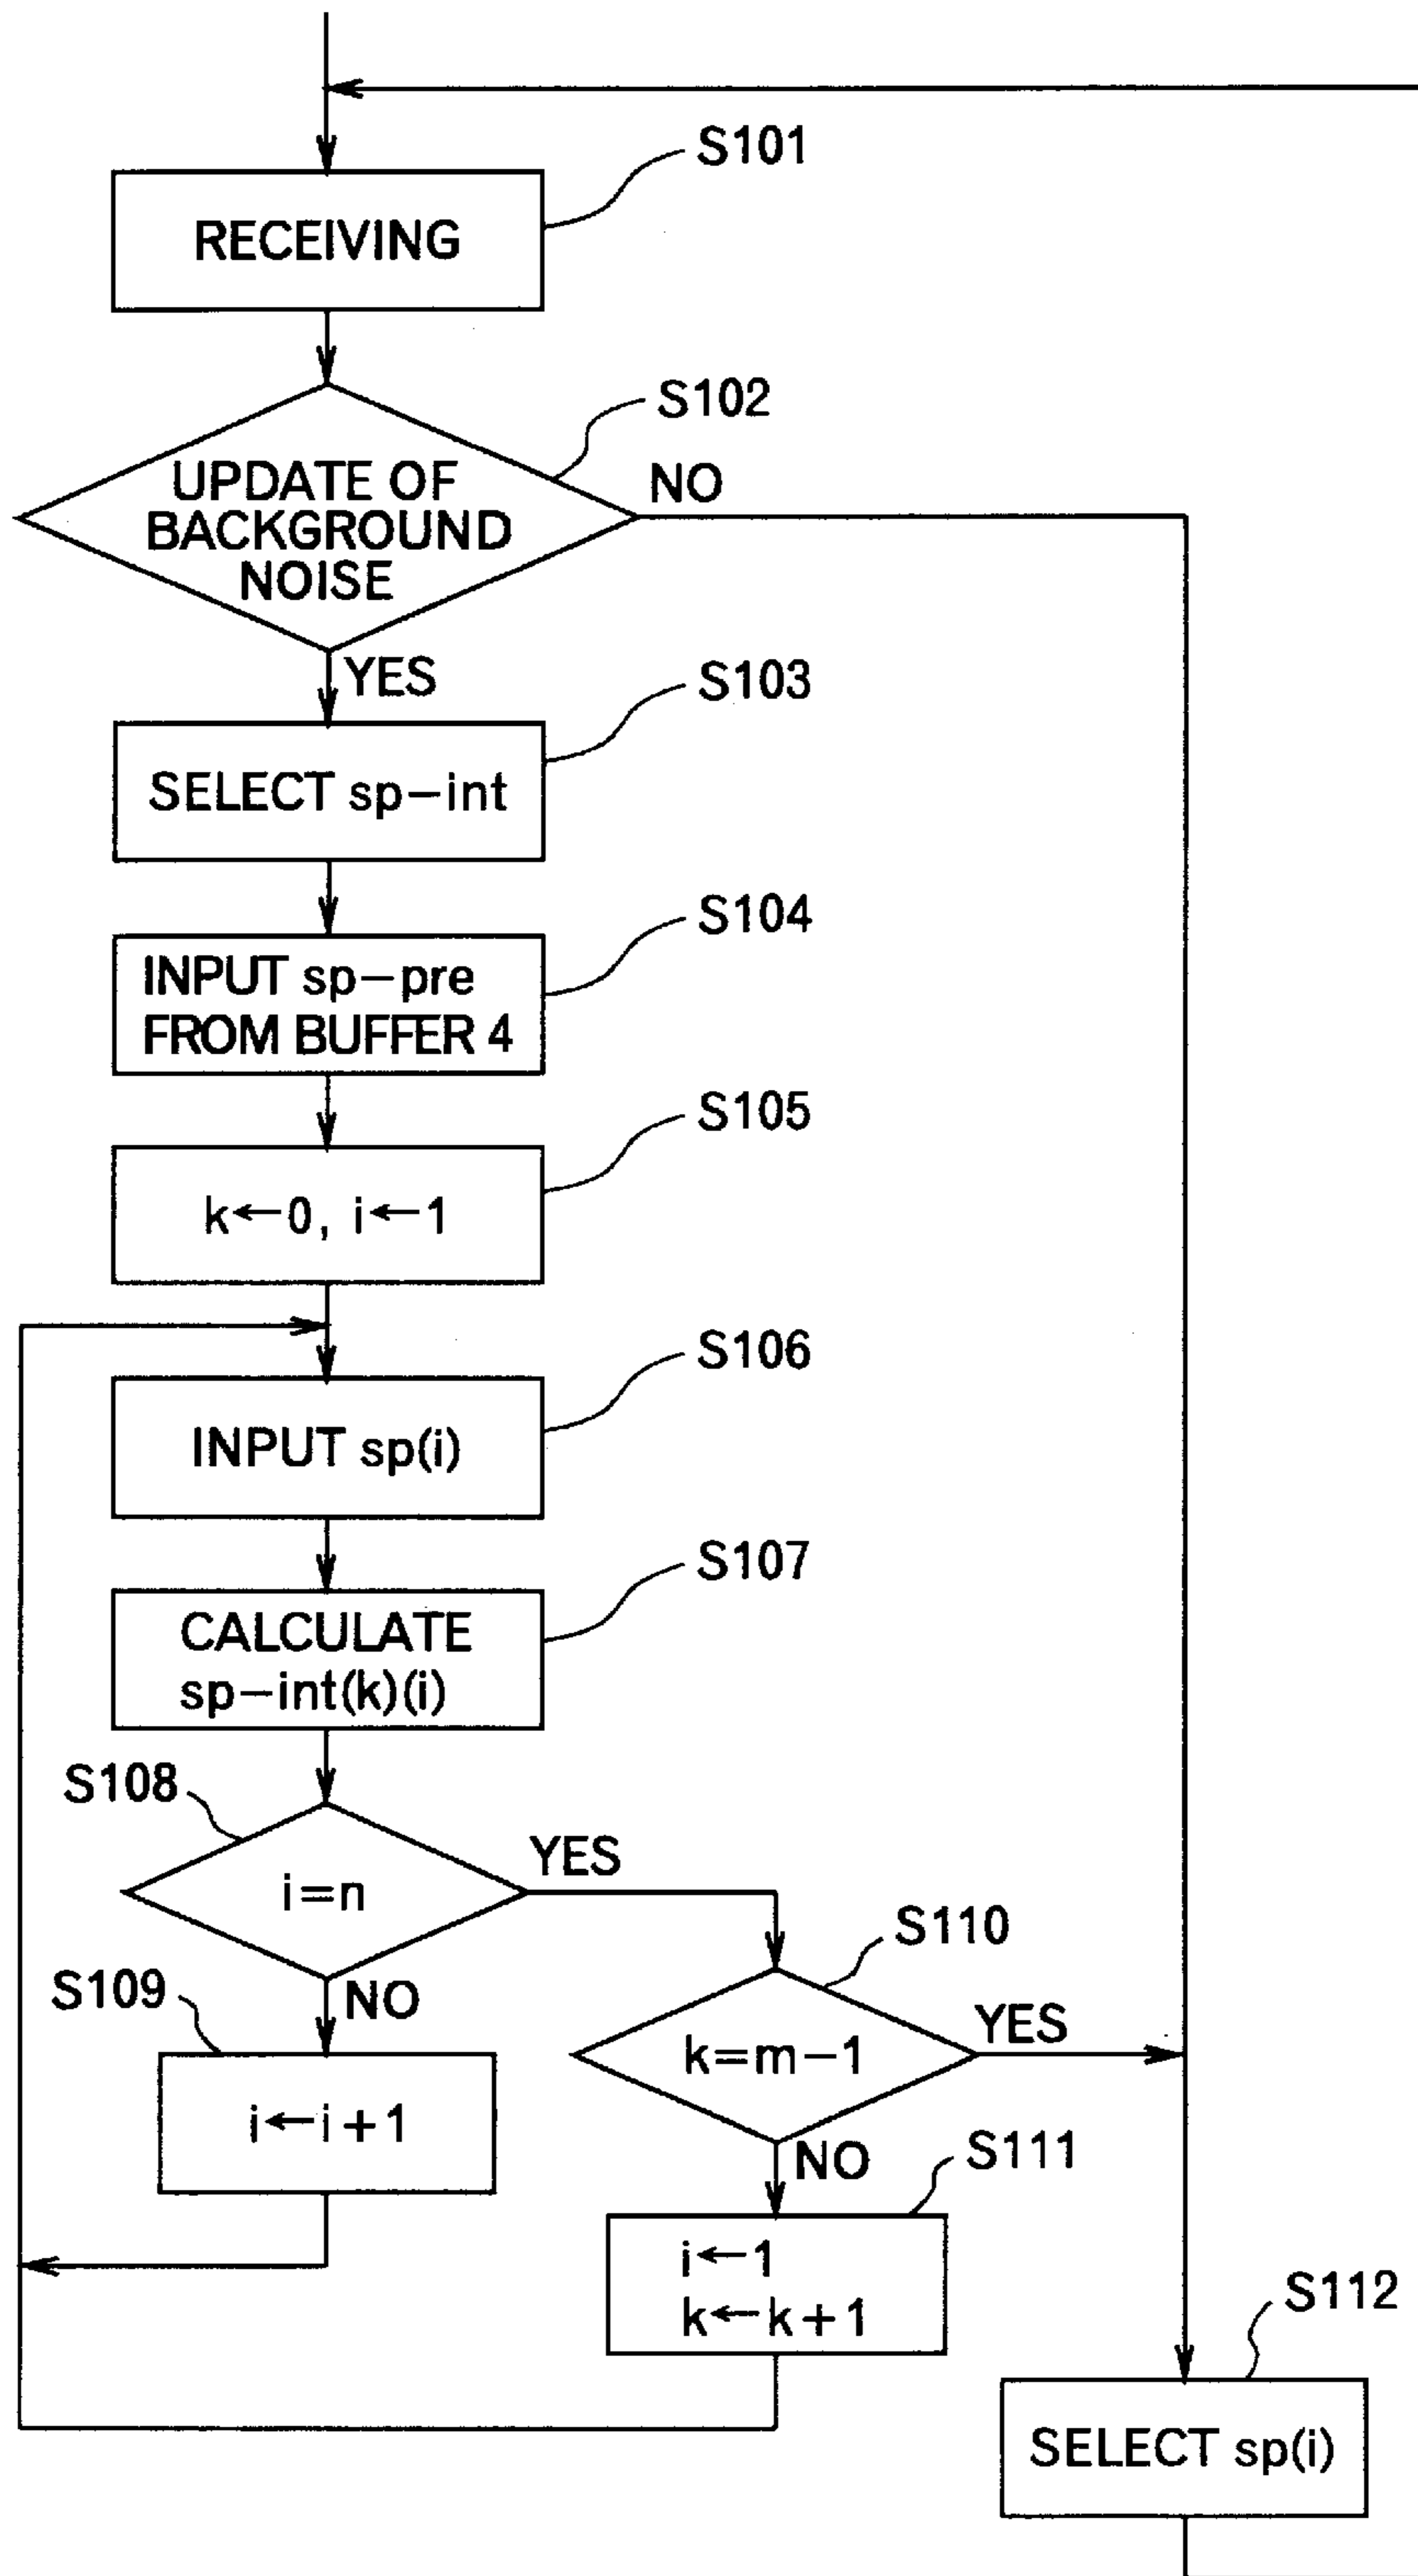 S101
RECEIVING
S102
UPDATE OF
BACKGROUND
NOISE
NO
YES
S103
SELECT sp-int
S104
INPUT sp-pre
FROM BUFFER 4
S105
k←0, i←1
S106
INPUT sp(i)
S107
CALCULATE
sp-int(k)(i)
S108
i=n
YES
NO
S109
i←i+1
S110
k=m-1
YES
NO
S111
i←1
k←k+1
S112
SELECT sp(i)